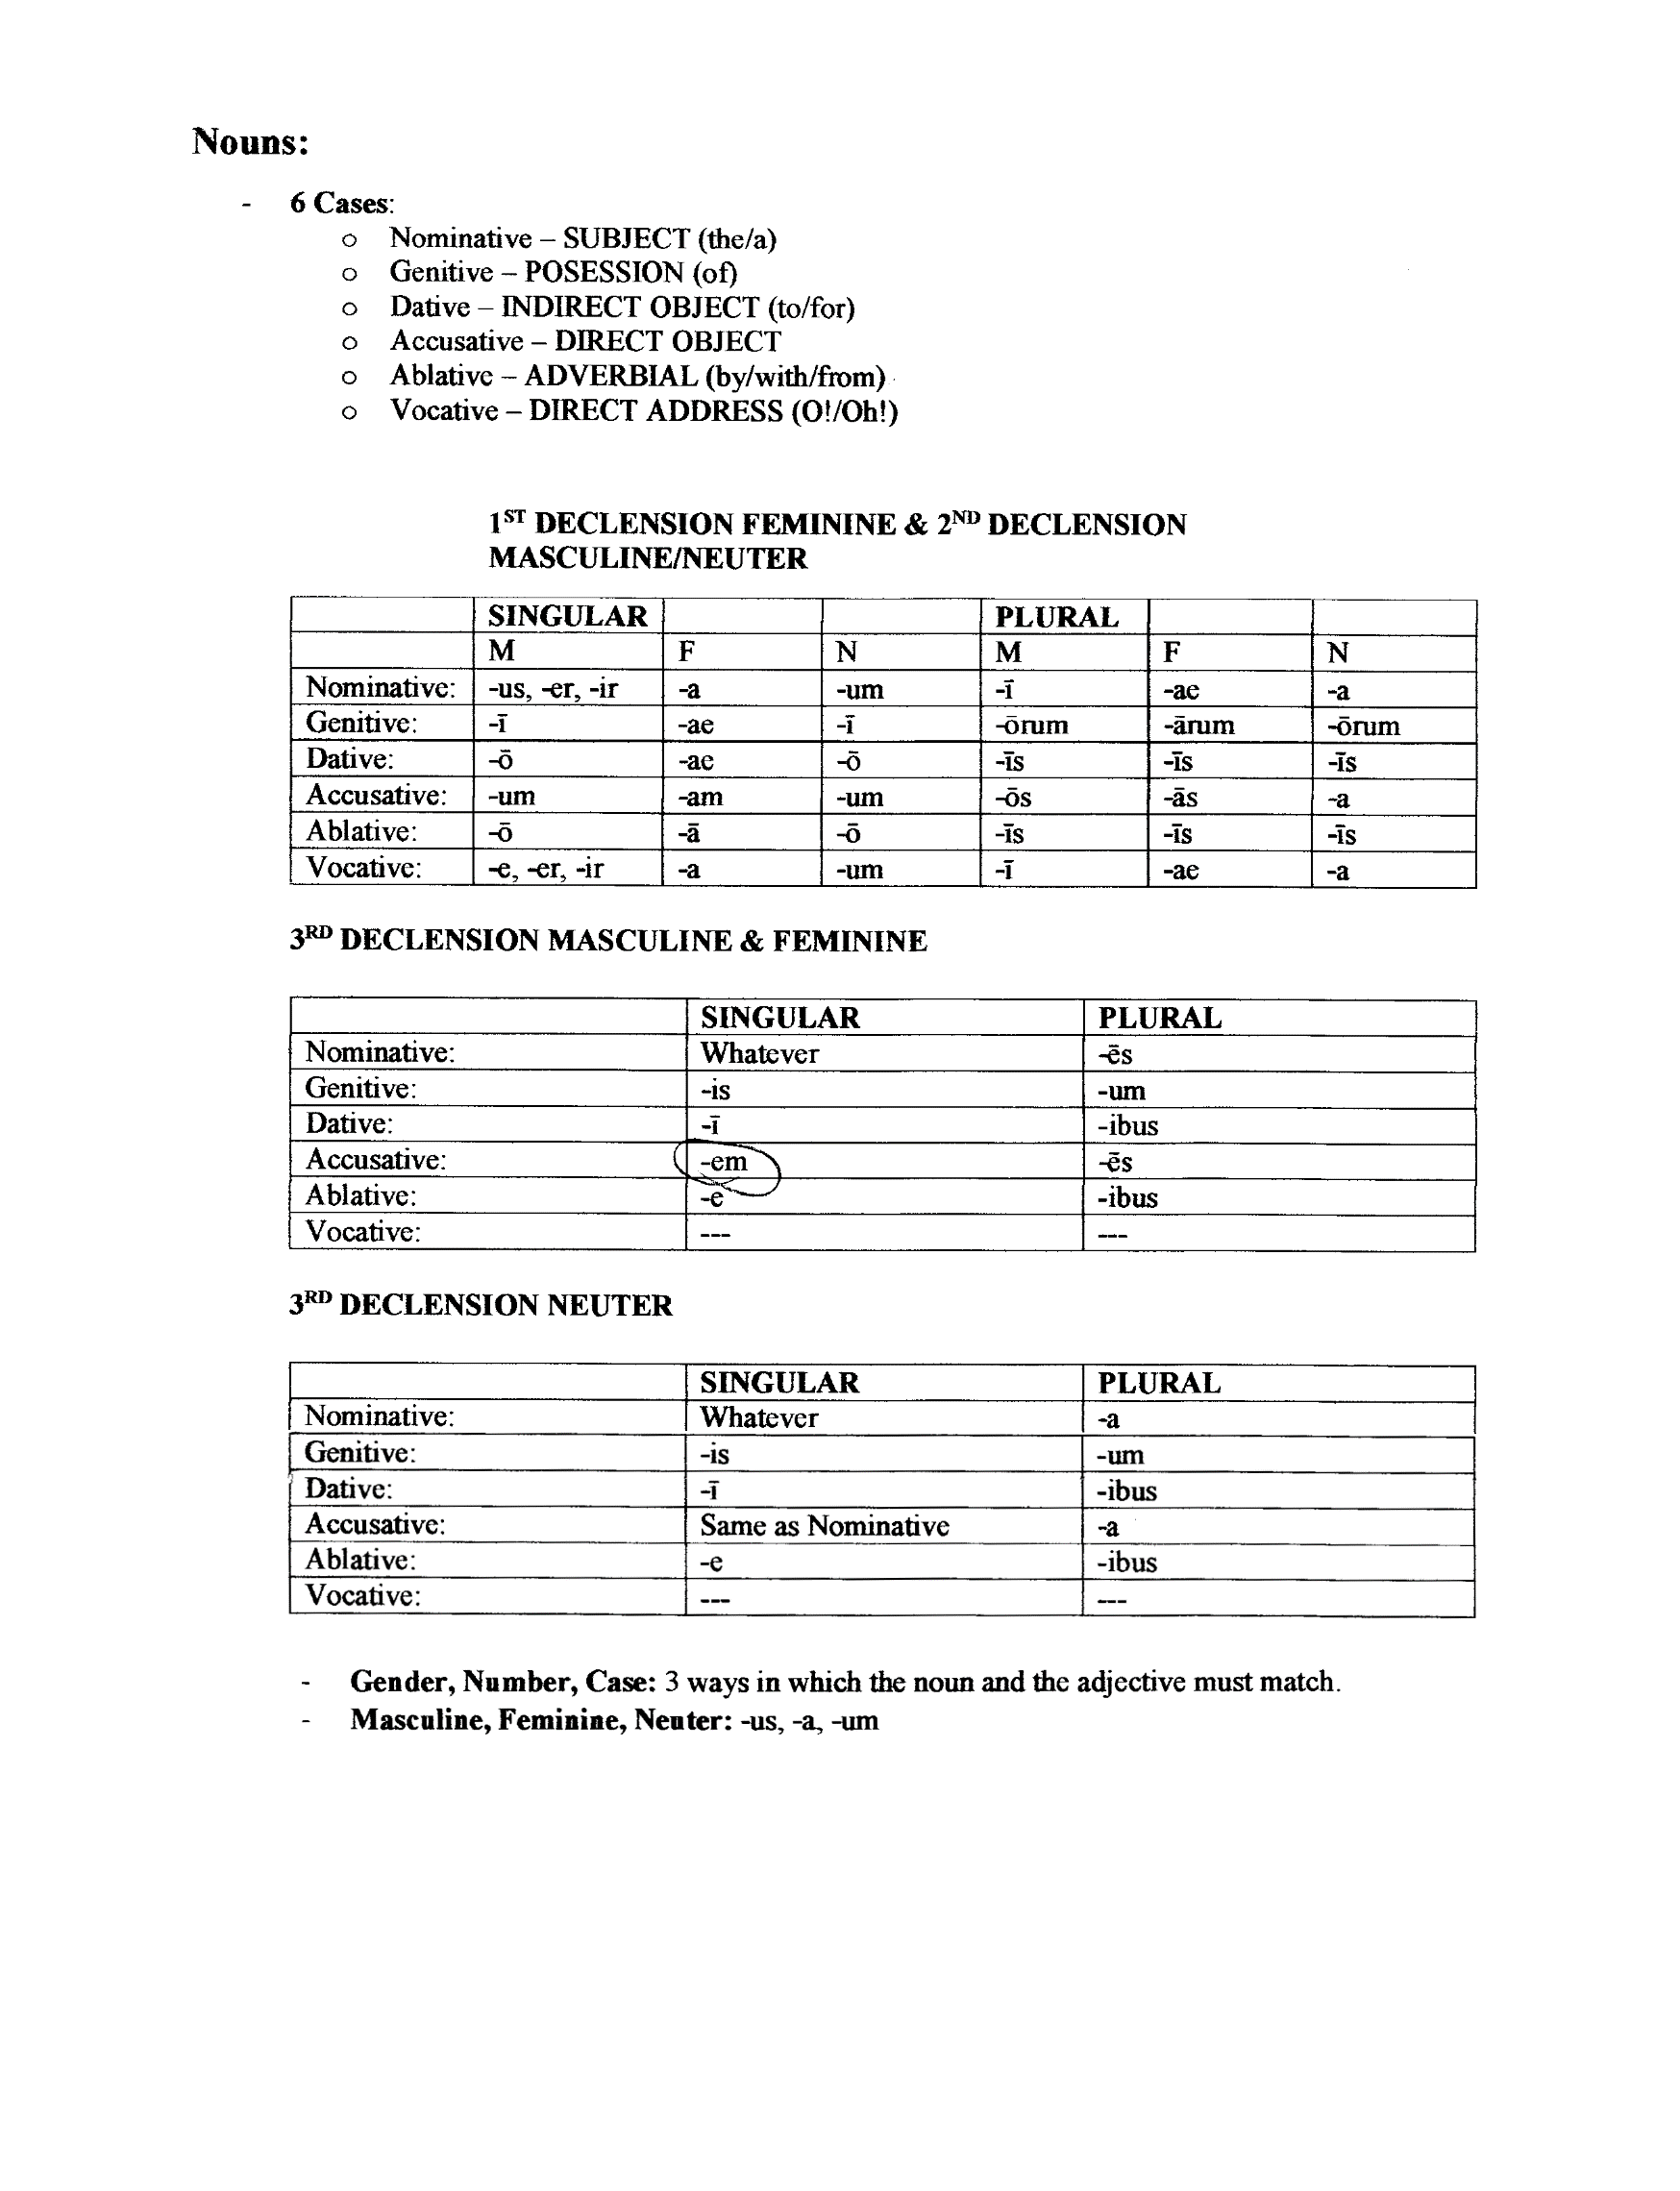 Nouns:
- 6 Cases:
o Nominative – SUBJECT (the/a)
o Genitive – POSESSION (of)
o Dative – INDIRECT OBJECT (to/for)
o Accusative – DIRECT OBJECT
o Ablative – ADVERBIAL (by/with/from)
o Vocative – DIRECT ADDRESS (O!/Oh!)
1ST DECLENSION FEMININE & 2ND DECLENSION
MASCULINE/NEUTER
SINGULAR PLURAL
M F N M F N
Nominative: -us, -er, -ir -a -um -ī -ae -a
Genitive: -ī -ae -ī -ōrum -ārum -ōrum
Dative: -ō -ae -ō -īs -īs -īs
Accusative: -um -am -um -ōs -ās -a
Ablative: -ō -ā -ō -īs -īs -īs
Vocative: -e, -er, -ir -a -um -ī -ae -a
3RD DECLENSION MASCULINE & FEMININE
SINGULAR PLURAL
Nominative: Whatever -ēs
Genitive: -is -um
Dative: -ī -ibus
Accusative: -em -ēs
Ablative: -e -ibus
Vocative: --- ---
3RD DECLENSION NEUTER
SINGULAR PLURAL
Nominative: Whatever -a
Genitive: -is -um
Dative: -ī -ibus
Accusative: Same as Nominative -a
Ablative: -e -ibus
Vocative: --- ---
- Gender, Number, Case: 3 ways in which the noun and the adjective must match.
- Masculine, Feminine, Neuter: -us, -a, -um